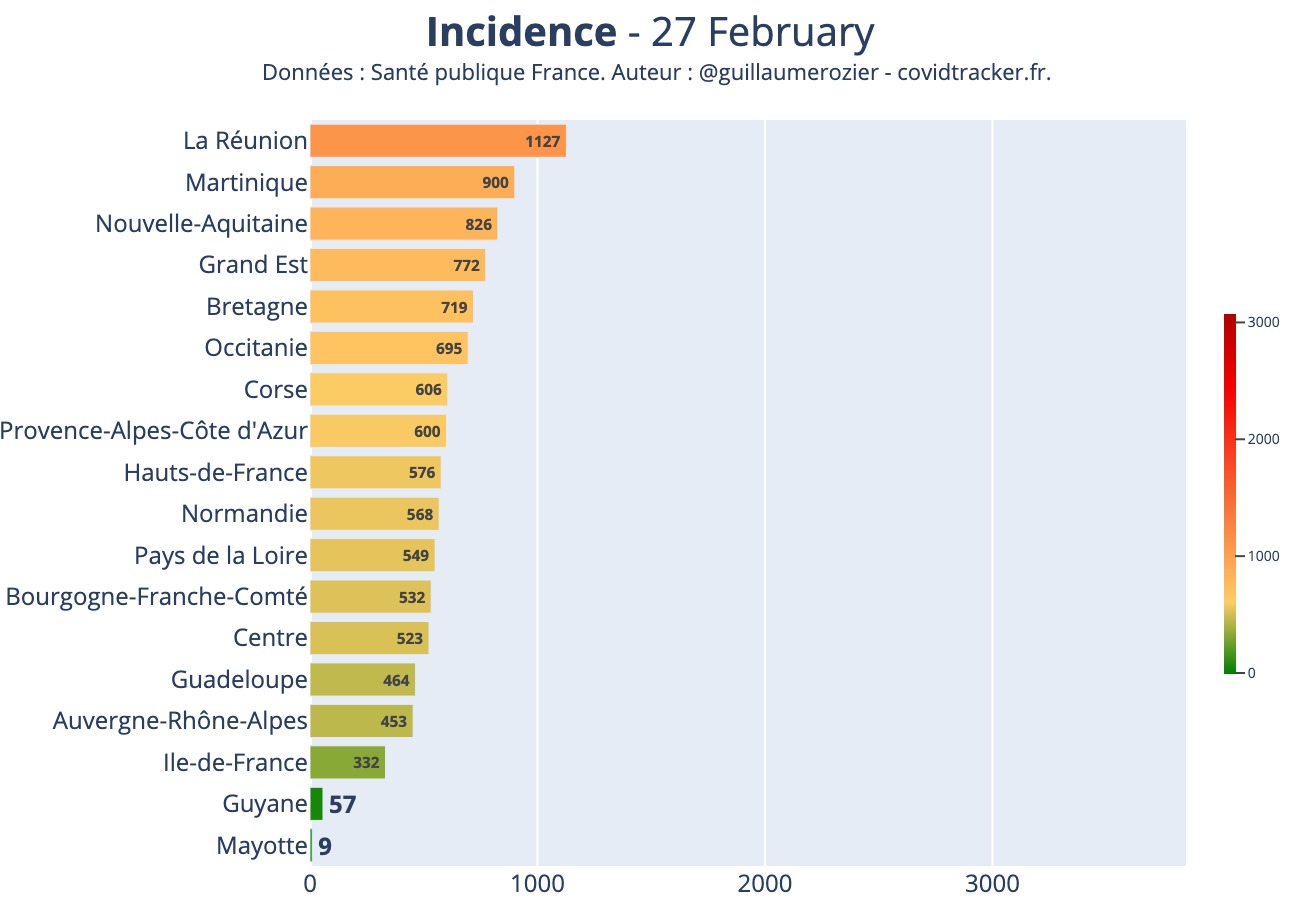 Incidence - 27 February
Données : Santé publique France. Auteur : @guillaumerozier - covidtracker.fr.
La Réunion 1127
Martinique 900
Nouvelle-Aquitaine 826
Grand Est 772
Bretagne 719
Occitanie 695
Corse 606
Provence-Alpes-Côte d'Azur 600
Hauts-de-France 576
Normandie 568
Pays de la Loire 549
Bourgogne-Franche-Comté 532
Centre 523
Guadeloupe 464
Auvergne-Rhône-Alpes 453
Ile-de-France 332
Guyane 57
Mayotte 9
0 1000 2000 3000
3000
2000
1000
0